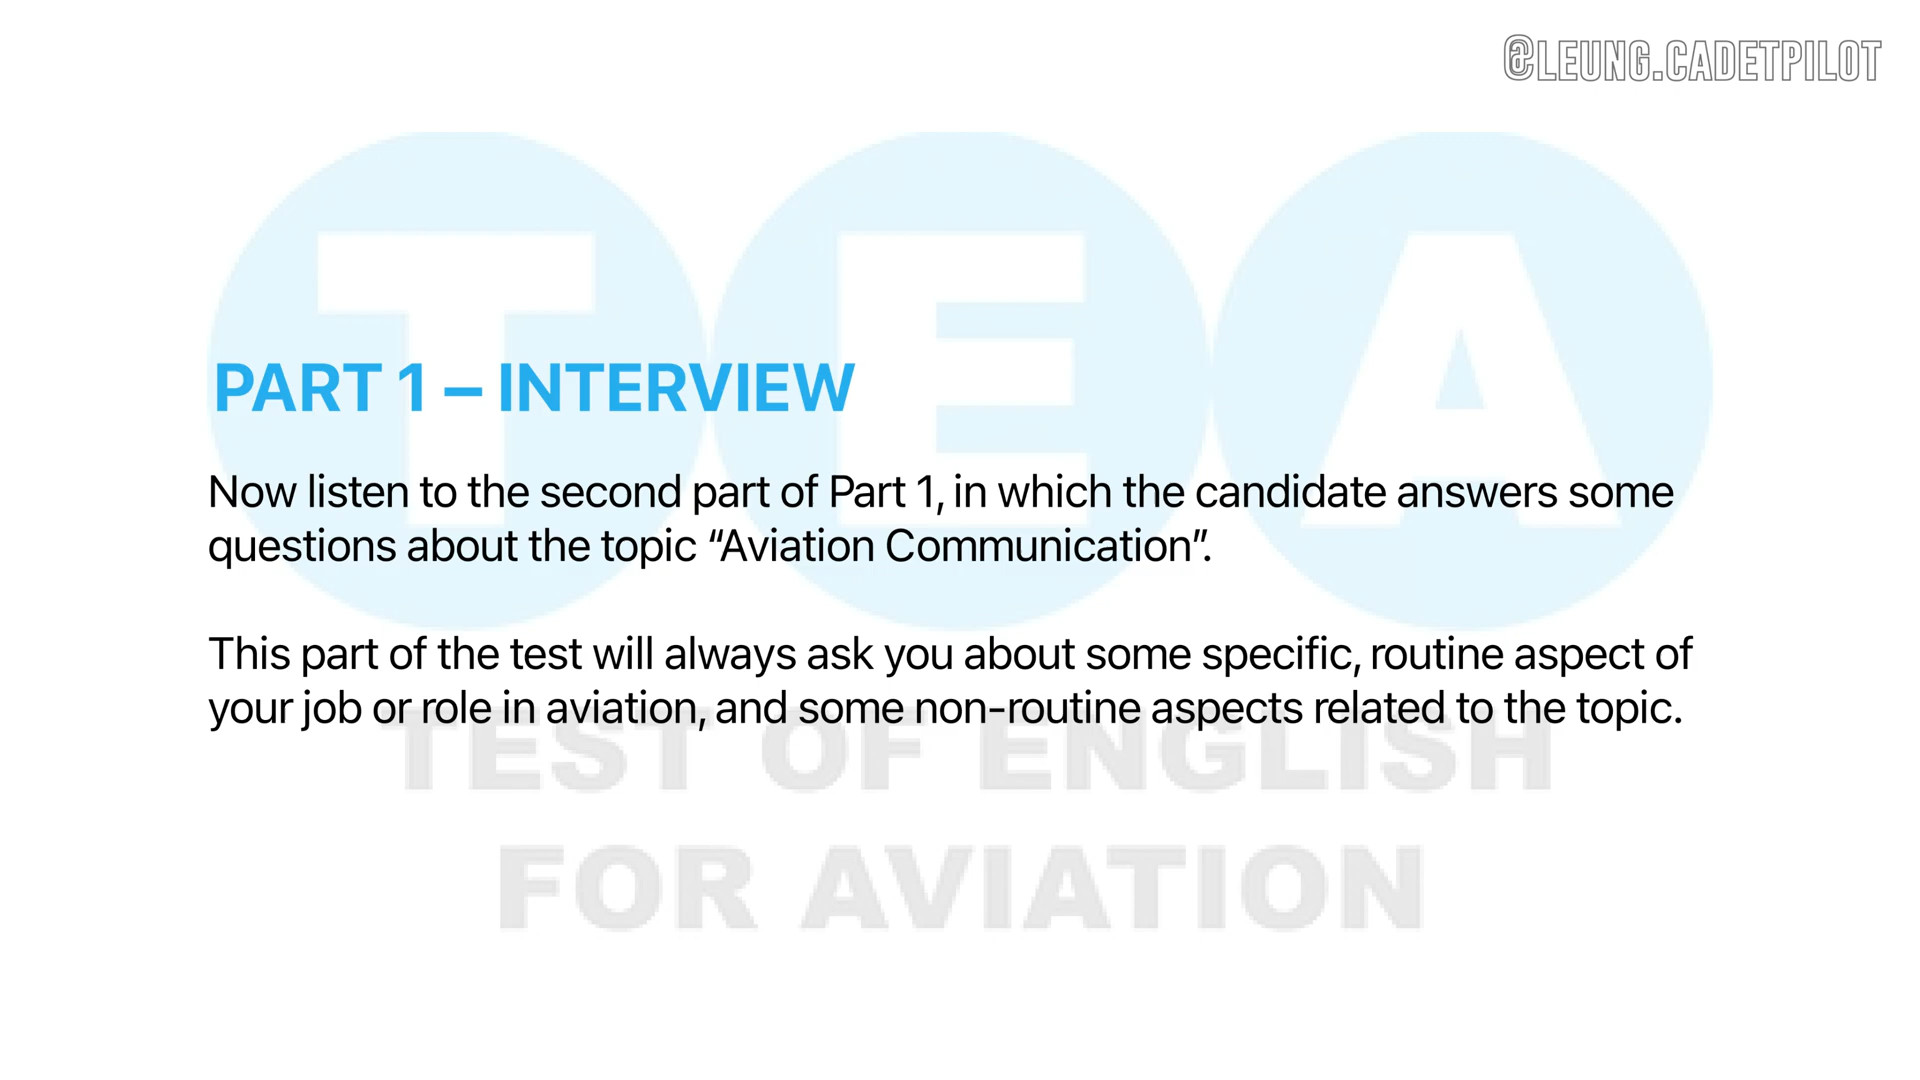 @LEUNG.CADETPILOT
TEA
PART 1 – INTERVIEW
Now listen to the second part of Part 1, in which the candidate answers some
questions about the topic “Aviation Communication”.
This part of the test will always ask you about some specific, routine aspect of
your job or role in aviation, and some non-routine aspects related to the topic.
TEST OF ENGLISH
FOR AVIATION